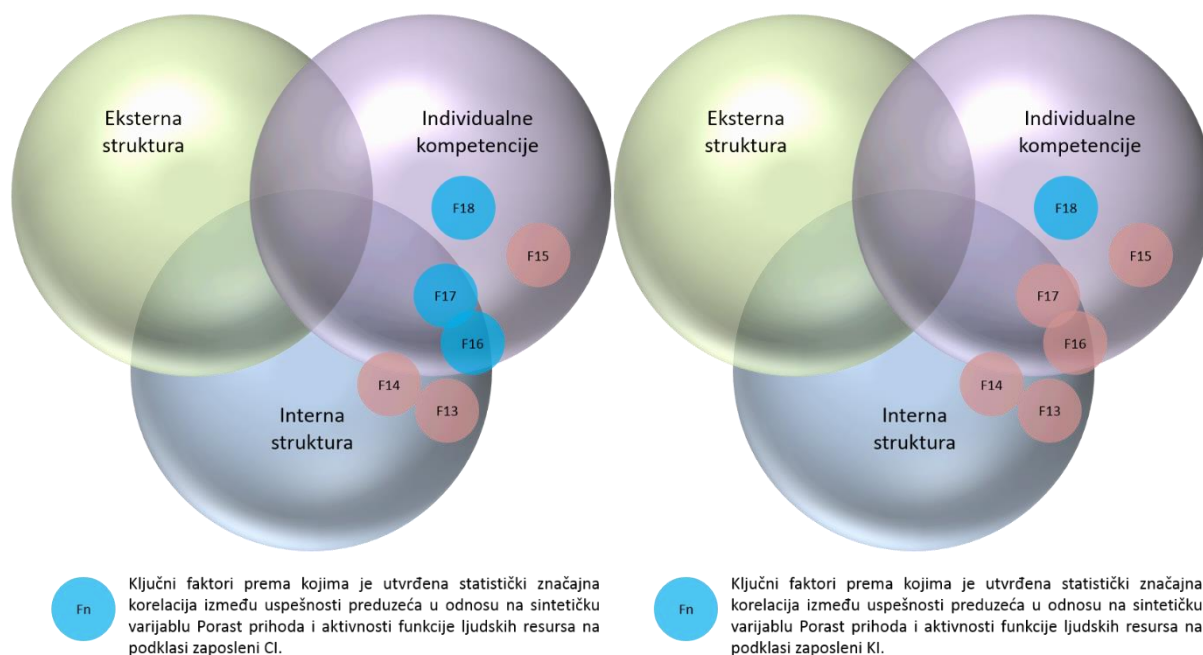 Eksterna
struktura
Individualne
kompetencije
F18
F15
F17
F16
F14
F13
Interna
struktura
Fn
Ključni faktori prema kojima je utvrđena statistički značajna
korelacija između uspešnosti preduzeća u odnosu na sintetičku
varijablu Porast prihoda i aktivnosti funkcije ljudskih resursa na
podklasi zaposleni CI.
Eksterna
struktura
Individualne
kompetencije
F18
F15
F17
F16
F14
F13
Interna
struktura
Fn
Ključni faktori prema kojima je utvrđena statistički značajna
korelacija između uspešnosti preduzeća u odnosu na sintetičku
varijablu Porast prihoda i aktivnosti funkcije ljudskih resursa na
podklasi zaposleni KI.